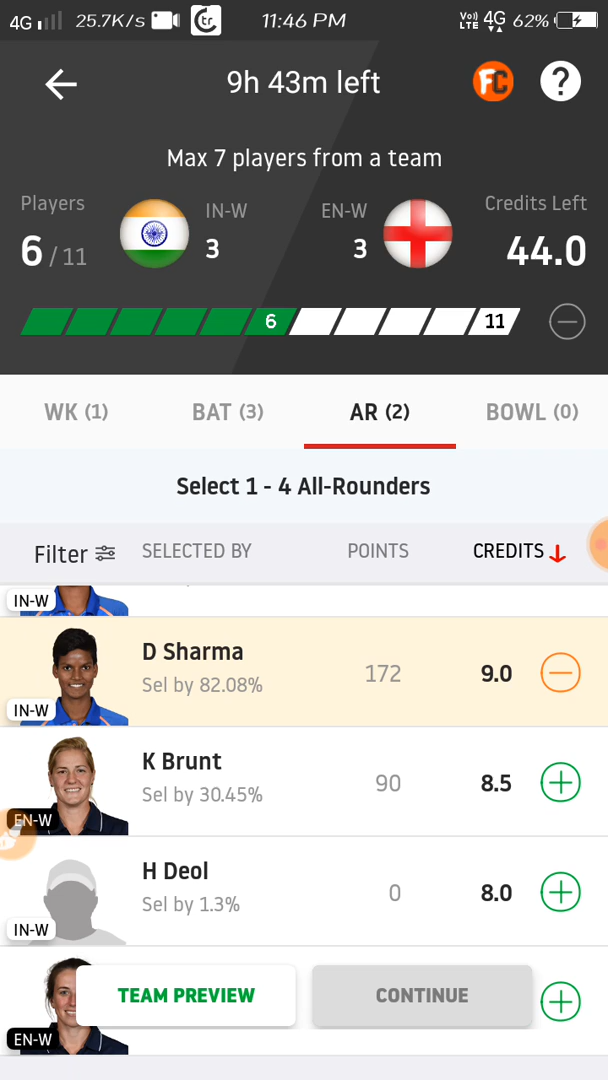 4G 25.7K/s tr 11:46 PM Vo)) LTE 4G 62%
9h 43m left FC ?
Max 7 players from a team
Players IN-W EN-W Credits Left
6 / 11 3 3 44.0
6 11
WK (1) BAT (3) AR (2) BOWL (0)
Select 1 - 4 All-Rounders
Filter SELECTED BY POINTS CREDITS
IN-W
D Sharma
Sel by 82.08% 172 9.0
IN-W
K Brunt
Sel by 30.45% 90 8.5
EN-W
H Deol
Sel by 1.3% 0 8.0
IN-W
TEAM PREVIEW CONTINUE
EN-W